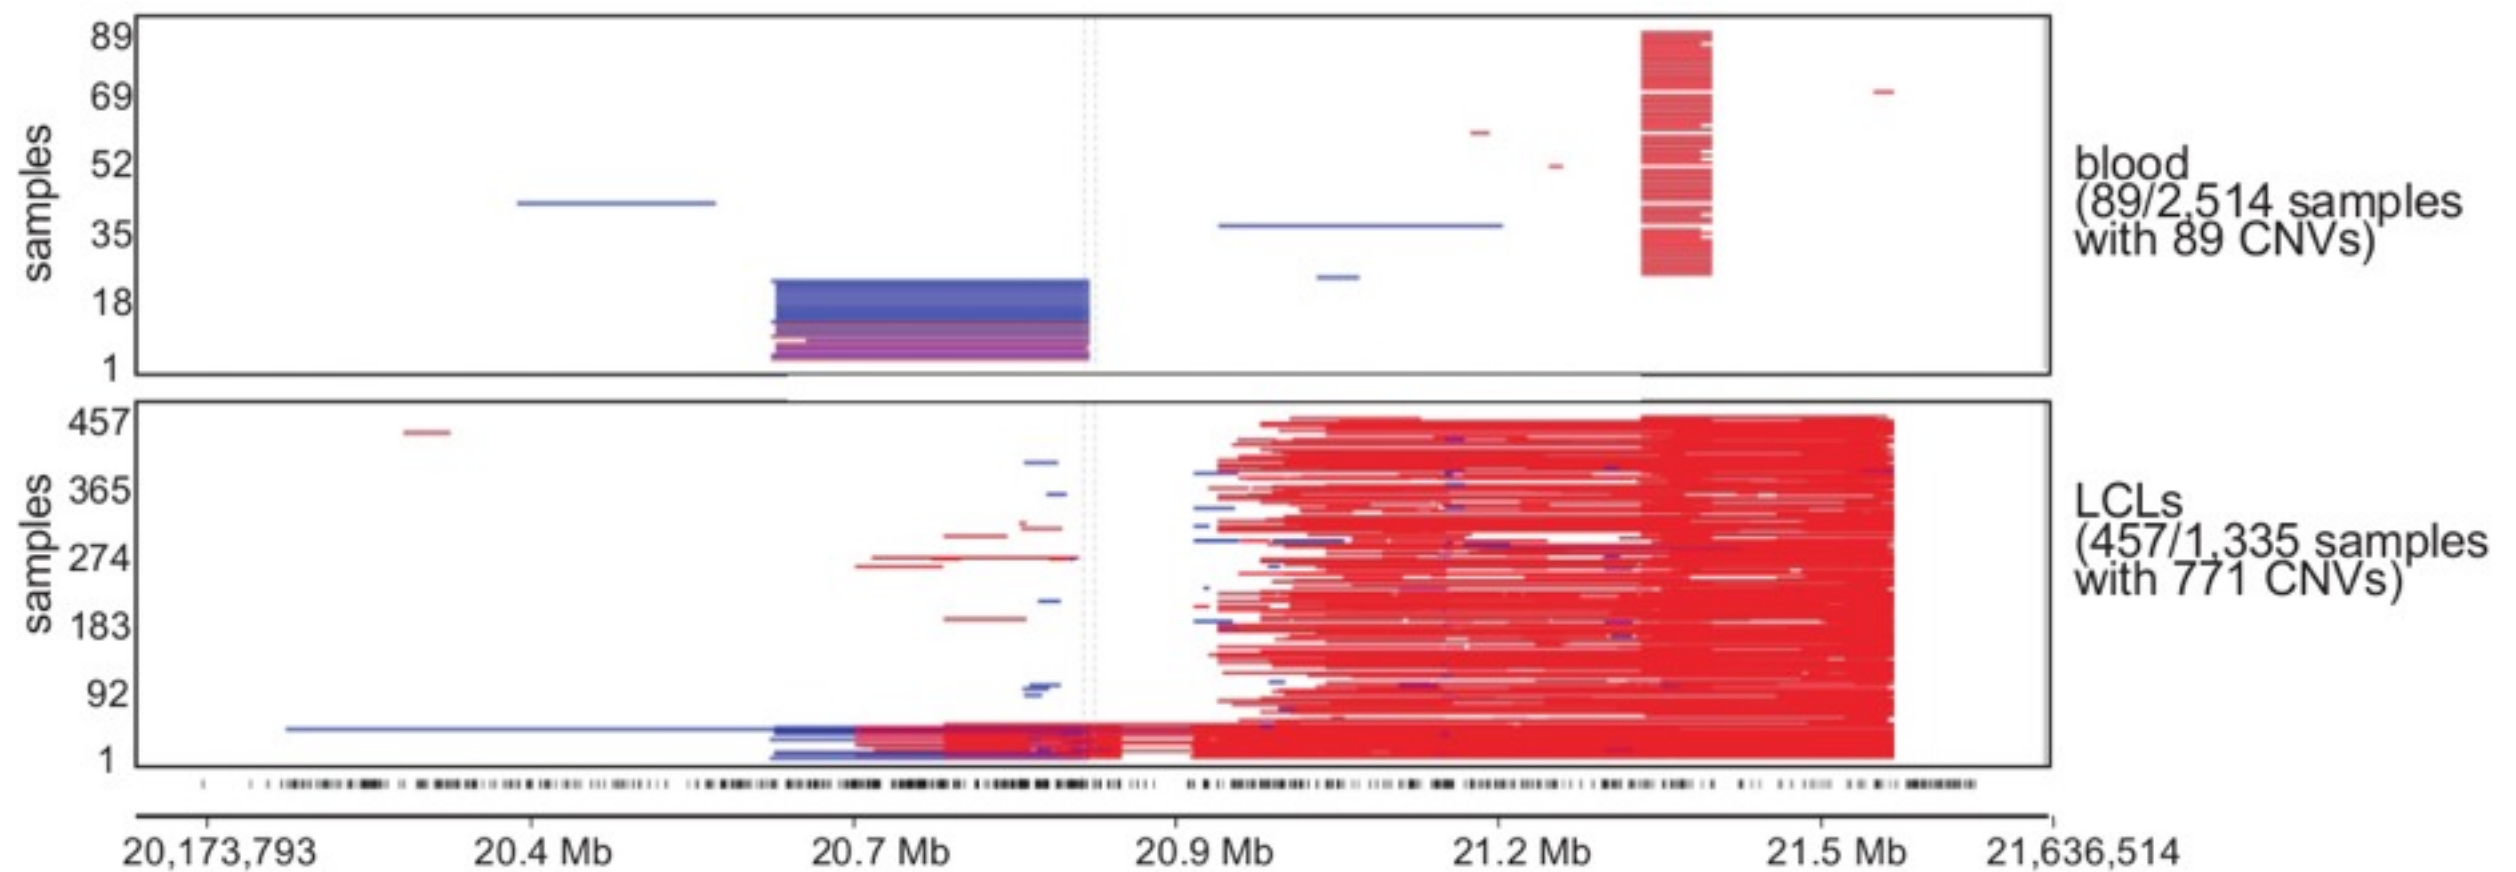 89
69
52
35
18
1
samples
blood
(89/2,514 samples
with 89 CNVs)
457
365
274
183
92
1
samples
LCLs
(457/1,335 samples
with 771 CNVs)
20,173,793 20.4 Mb 20.7 Mb 20.9 Mb 21.2 Mb 21.5 Mb 21,636,514